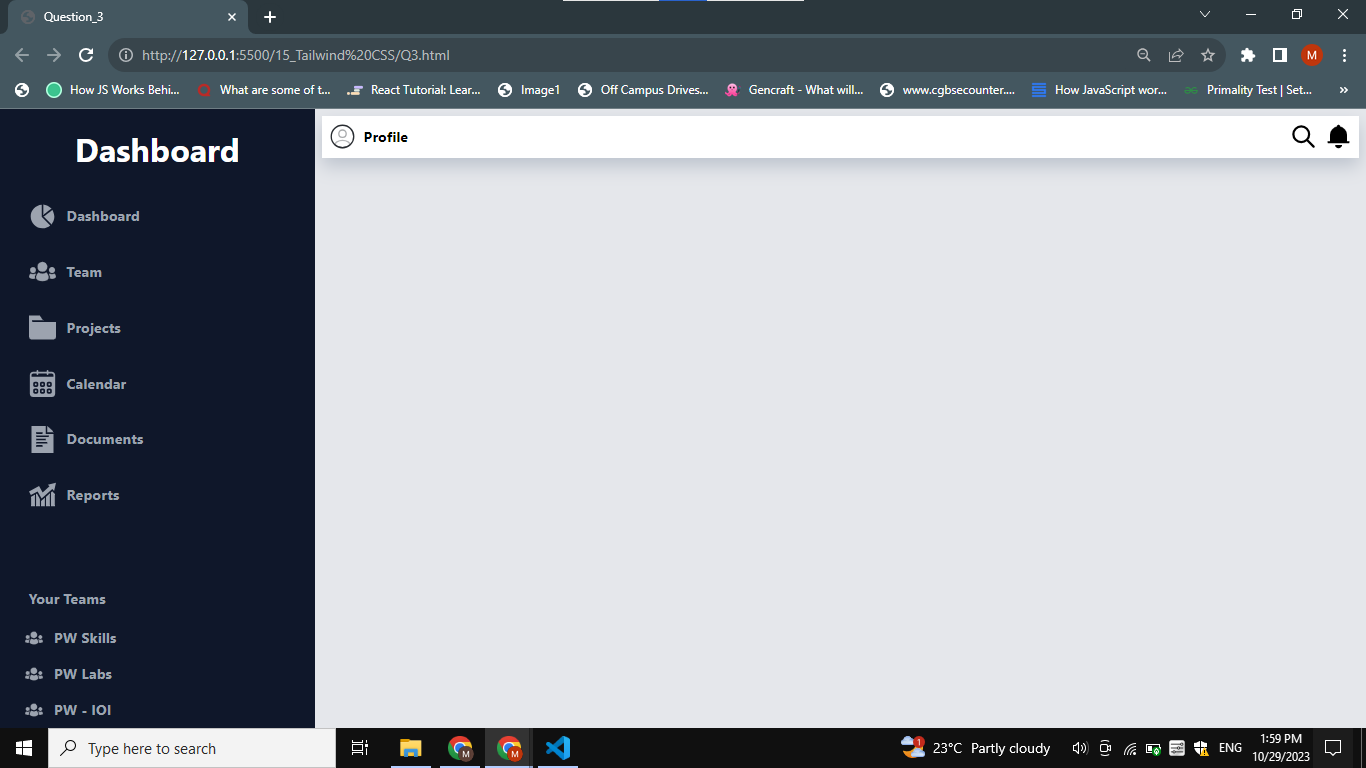 Question_3
http://127.0.0.1:5500/15_Tailwind%20CSS/Q3.html
M
How JS Works Behi... What are some of t... React Tutorial: Lear... Image1 Off Campus Drives... Gencraft - What will... www.cgbsecounter.... How JavaScript wor... Primality Test | Set... »
Dashboard
Profile
Dashboard
Team
Projects
Calendar
Documents
Reports
Your Teams
PW Skills
PW Labs
PW - IOI
Type here to search
M
M
1
23°C Partly cloudy
ENG
1:59 PM
10/29/2023